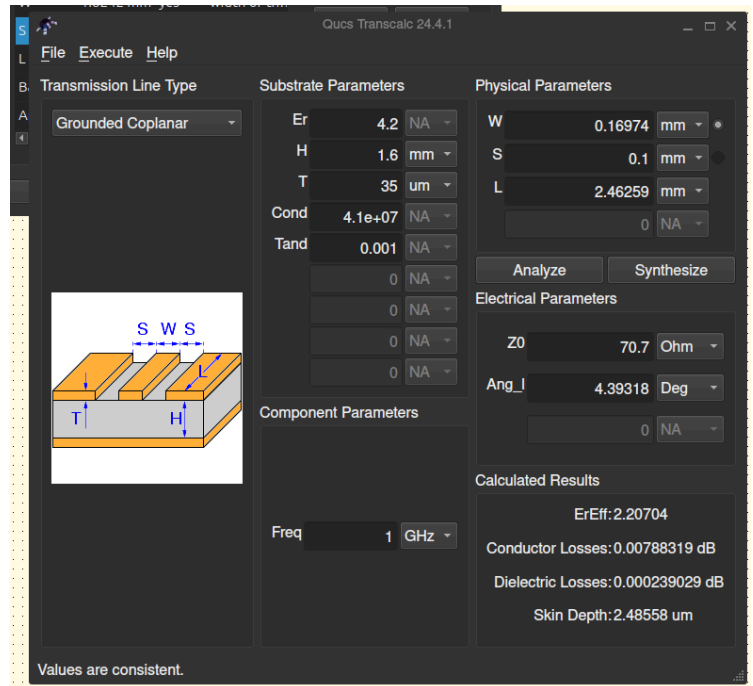 Qucs Transcalc 24.4.1
File Execute Help
Transmission Line Type
Grounded Coplanar
S W S
L
T
H
Substrate Parameters
Er 4.2 NA
H 1.6 mm
T 35 um
Cond 4.1e+07 NA
Tand 0.001 NA
0 NA
0 NA
0 NA
0 NA
Component Parameters
Freq 1 GHz
Physical Parameters
W 0.16974 mm
S 0.1 mm
L 2.46259 mm
0 NA
Analyze Synthesize
Electrical Parameters
Z0 70.7 Ohm
Ang_l 4.39318 Deg
0 NA
Calculated Results
ErEff:2.20704
Conductor Losses:0.00788319 dB
Dielectric Losses:0.000239029 dB
Skin Depth:2.48558 um
Values are consistent.
S
L
B
A